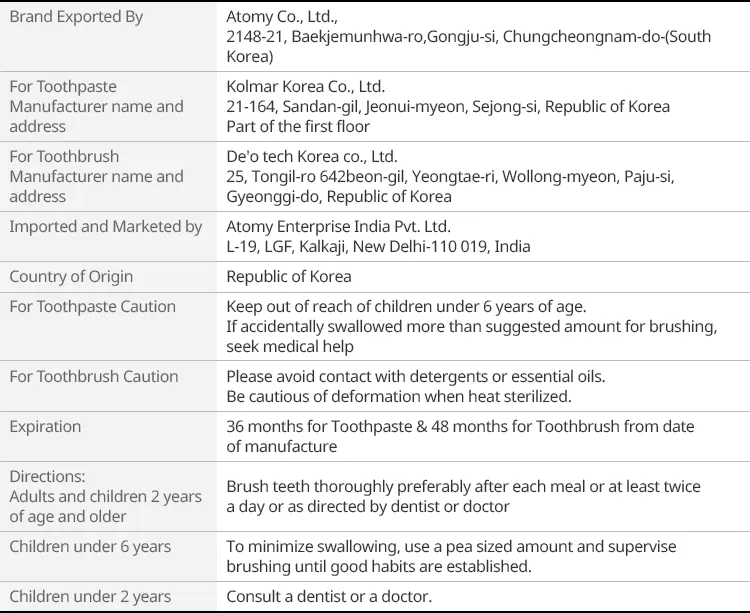 Brand Exported By
Atomy Co., Ltd.,
2148-21, Baekjemunhwa-ro,Gongju-si, Chungcheongnam-do-(South
Korea)
For Toothpaste
Manufacturer name and
address
Kolmar Korea Co., Ltd.
21-164, Sandan-gil, Jeonui-myeon, Sejong-si, Republic of Korea
Part of the first floor
For Toothbrush
Manufacturer name and
address
De'o tech Korea co., Ltd.
25, Tongil-ro 642beon-gil, Yeongtae-ri, Wollong-myeon, Paju-si,
Gyeonggi-do, Republic of Korea
Imported and Marketed by
Atomy Enterprise India Pvt. Ltd.
L-19, LGF, Kalkaji, New Delhi-110 019, India
Country of Origin
Republic of Korea
For Toothpaste Caution
Keep out of reach of children under 6 years of age.
If accidentally swallowed more than suggested amount for brushing,
seek medical help
For Toothbrush Caution
Please avoid contact with detergents or essential oils.
Be cautious of deformation when heat sterilized.
Expiration
36 months for Toothpaste & 48 months for Toothbrush from date
of manufacture
Directions:
Adults and children 2 years
of age and older
Brush teeth thoroughly preferably after each meal or at least twice
a day or as directed by dentist or doctor
Children under 6 years
To minimize swallowing, use a pea sized amount and supervise
brushing until good habits are established.
Children under 2 years
Consult a dentist or a doctor.